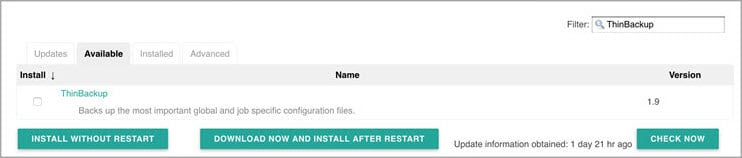 Filter: ThinBackup
Updates Available Installed Advanced
Install ↓ Name Version
ThinBackup 1.9
Backs up the most important global and job specific configuration files.
INSTALL WITHOUT RESTART DOWNLOAD NOW AND INSTALL AFTER RESTART Update information obtained: 1 day 21 hr ago CHECK NOW